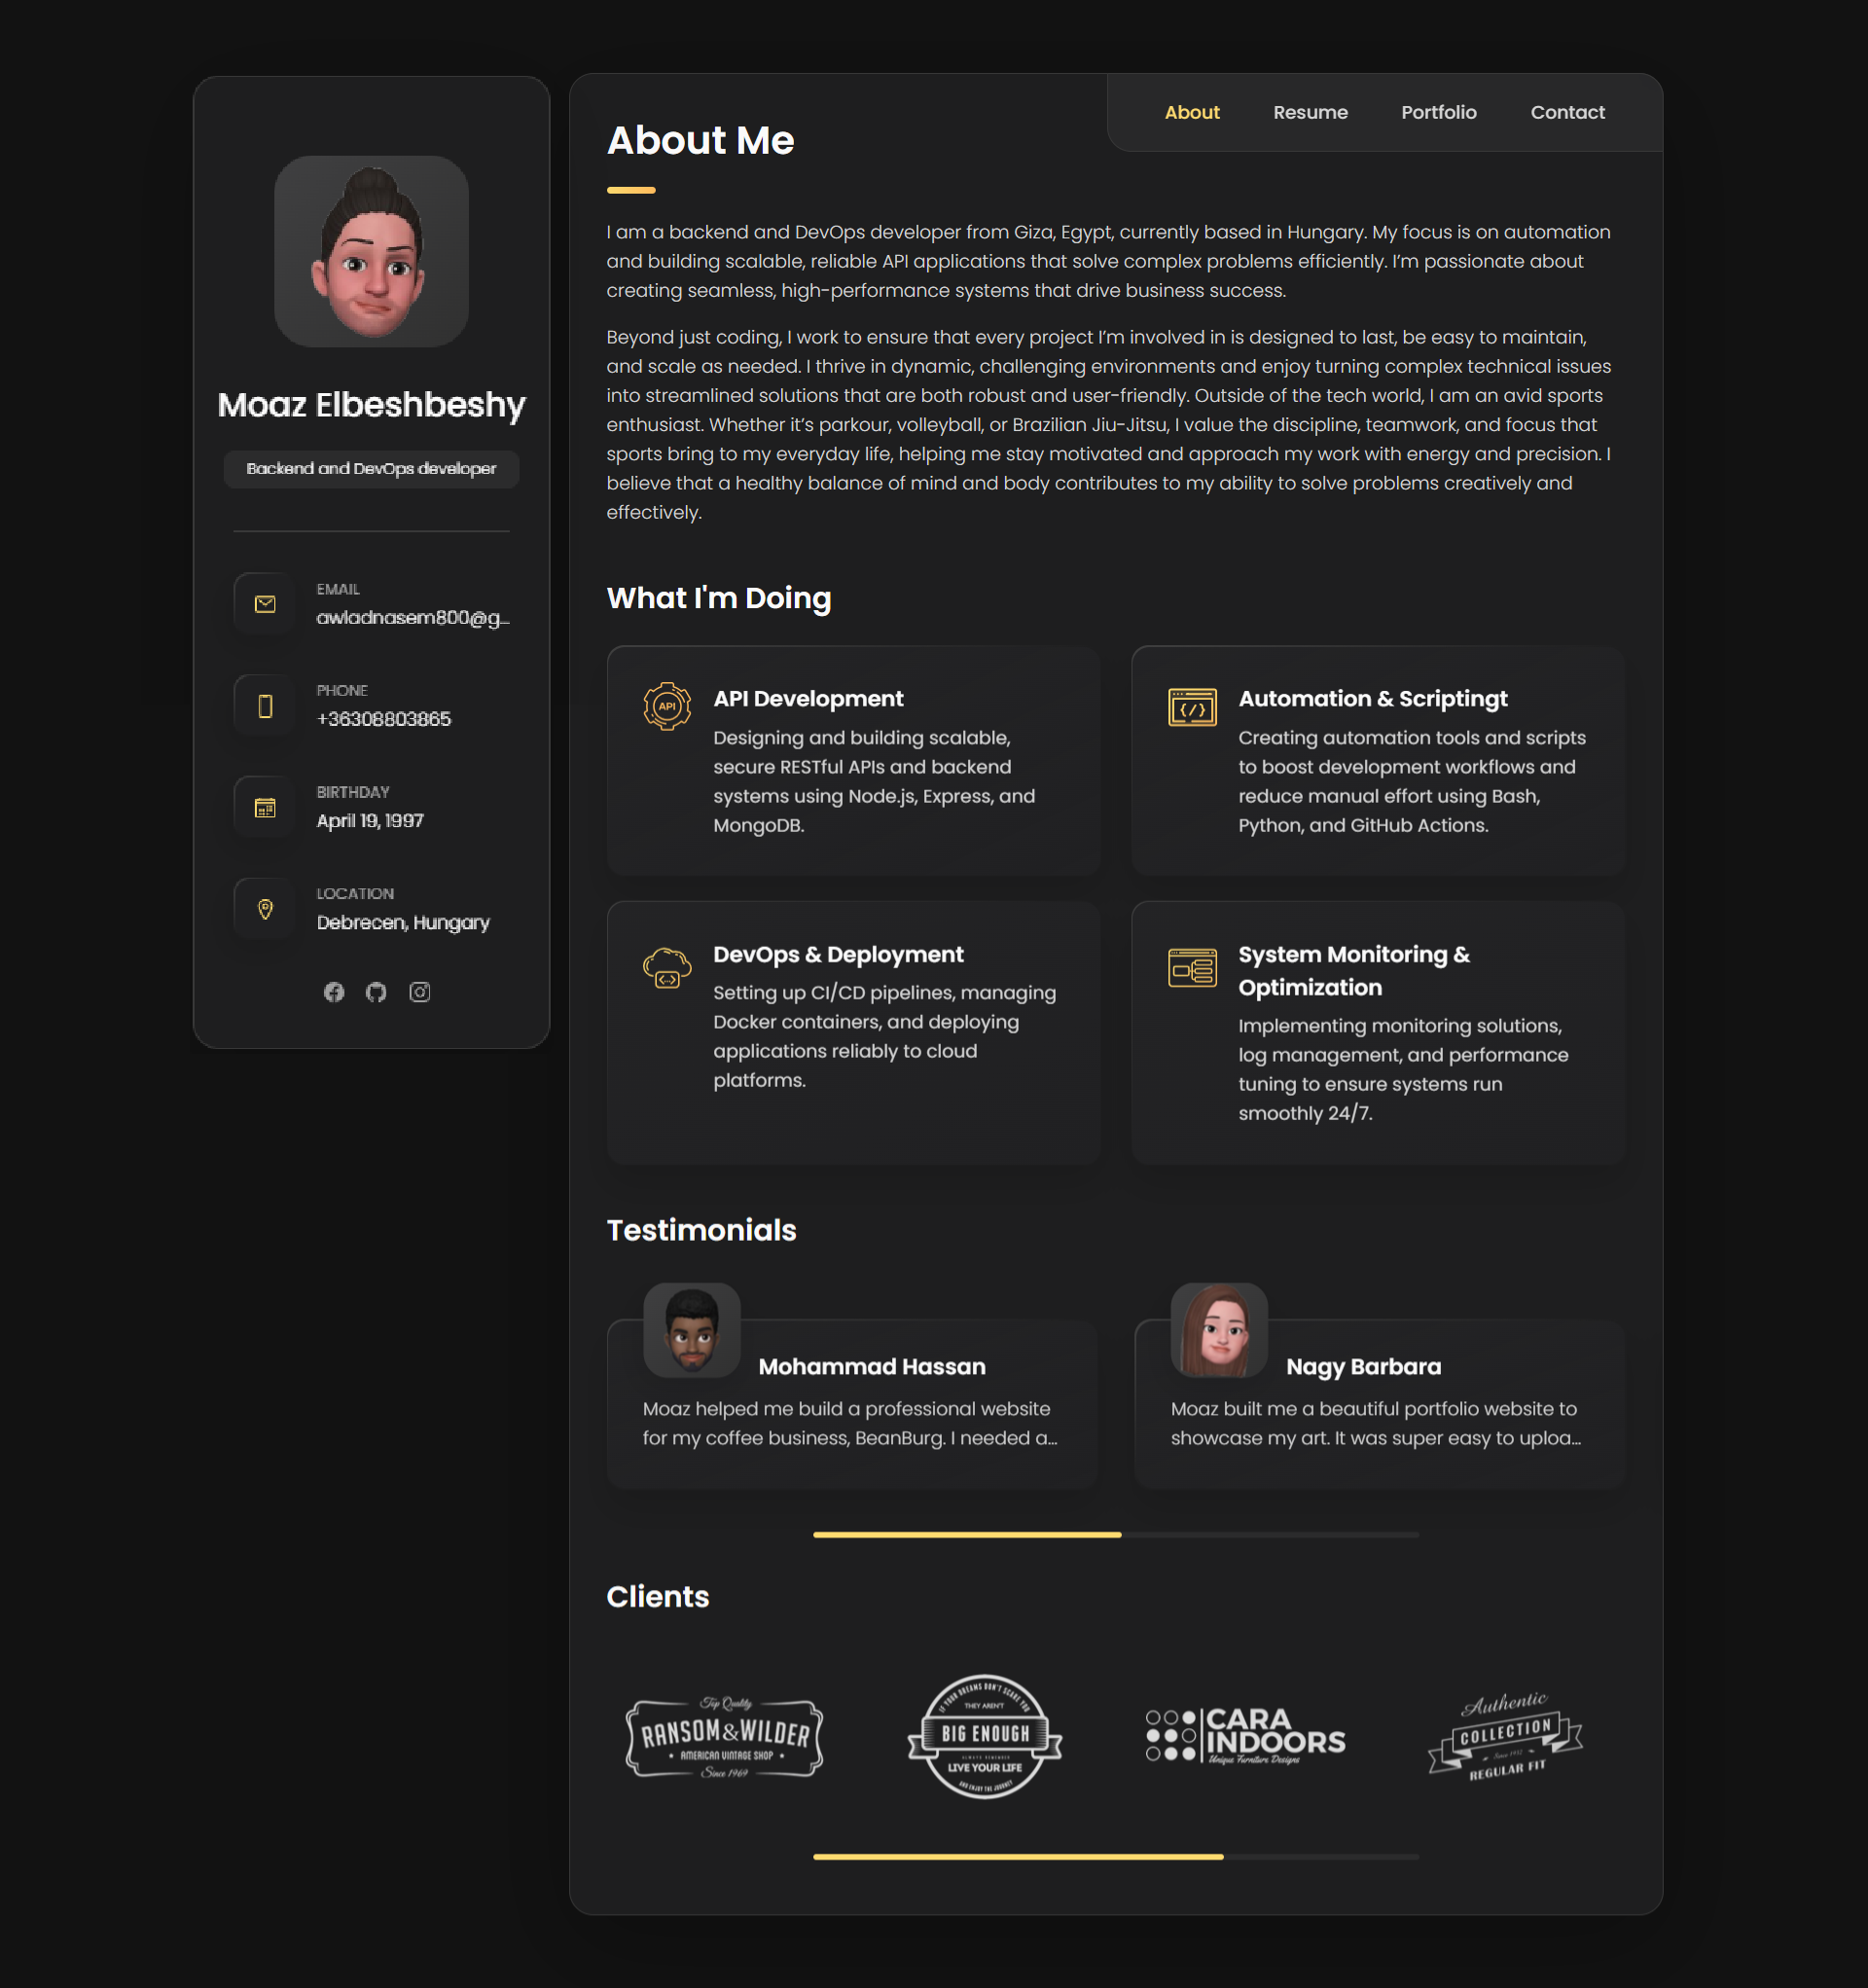 Moaz Elbeshbeshy
Backend and DevOps developer
EMAIL
awladnasem800@g...
PHONE
+36308803865
BIRTHDAY
April 19, 1997
LOCATION
Debrecen, Hungary
About
Resume
Portfolio
Contact
About Me
I am a backend and DevOps developer from Giza, Egypt, currently based in Hungary. My focus is on automation
and building scalable, reliable API applications that solve complex problems efficiently. I’m passionate about
creating seamless, high-performance systems that drive business success.
Beyond just coding, I work to ensure that every project I’m involved in is designed to last, be easy to maintain,
and scale as needed. I thrive in dynamic, challenging environments and enjoy turning complex technical issues
into streamlined solutions that are both robust and user-friendly. Outside of the tech world, I am an avid sports
enthusiast. Whether it’s parkour, volleyball, or Brazilian Jiu-Jitsu, I value the discipline, teamwork, and focus that
sports bring to my everyday life, helping me stay motivated and approach my work with energy and precision. I
believe that a healthy balance of mind and body contributes to my ability to solve problems creatively and
effectively.
What I'm Doing
API
API Development
Designing and building scalable,
secure RESTful APIs and backend
systems using Node.js, Express, and
MongoDB.
Automation & Scriptingt
Creating automation tools and scripts
to boost development workflows and
reduce manual effort using Bash,
Python, and GitHub Actions.
DevOps & Deployment
Setting up CI/CD pipelines, managing
Docker containers, and deploying
applications reliably to cloud
platforms.
System Monitoring &
Optimization
Implementing monitoring solutions,
log management, and performance
tuning to ensure systems run
smoothly 24/7.
Testimonials
Mohammad Hassan
Moaz helped me build a professional website
for my coffee business, BeanBurg. I needed a...
Nagy Barbara
Moaz built me a beautiful portfolio website to
showcase my art. It was super easy to uploa...
Clients
Top Quality
RANSOM & WILDER
AMERICAN VINTAGE SHOP
Since 1969
IF YOUR DREAMS DON'T SCARE YOU
THEY AREN'T
BIG ENOUGH
ALWAYS REMEMBER
LIVE YOUR LIFE
AND ENJOY THE JOURNEY
CARA
INDOORS
Unique Furniture Designs
Authentic
COLLECTION
REGULAR FIT